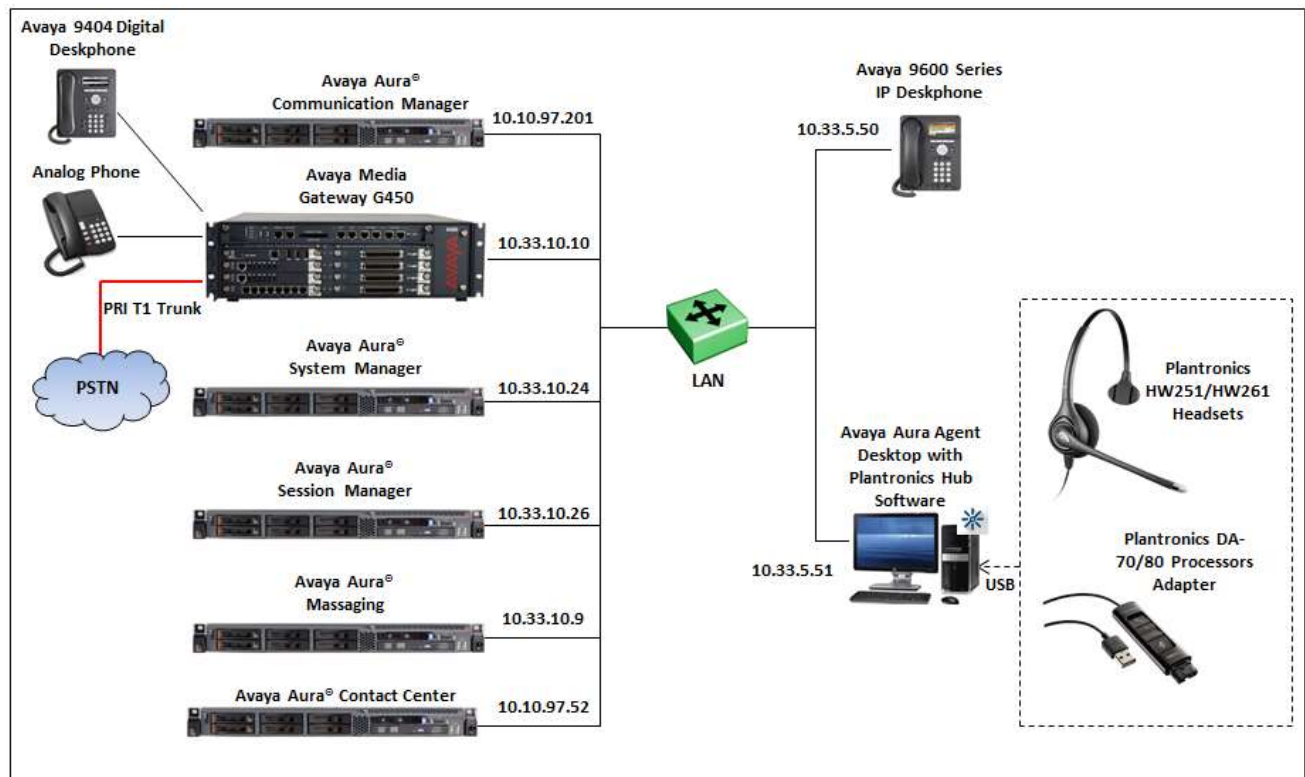 Avaya 9404 Digital
Deskphone
Avaya Aura®
Communication Manager
10.10.97.201
Avaya 9600 Series
IP Deskphone
10.33.5.50
Analog Phone
Avaya Media
Gateway G450
10.33.10.10
AVAYA
PRI T1 Trunk
PSTN
LAN
Avaya Aura®
System Manager
10.33.10.24
Avaya Aura®
Session Manager
10.33.10.26
Avaya Aura®
Massaging
10.33.10.9
Avaya Aura® Contact Center
10.10.97.52
Avaya Aura Agent
Desktop with
Plantronics Hub
Software
10.33.5.51
USB
Plantronics
HW251/HW261
Headsets
Plantronics DA-
70/80 Processors
Adapter